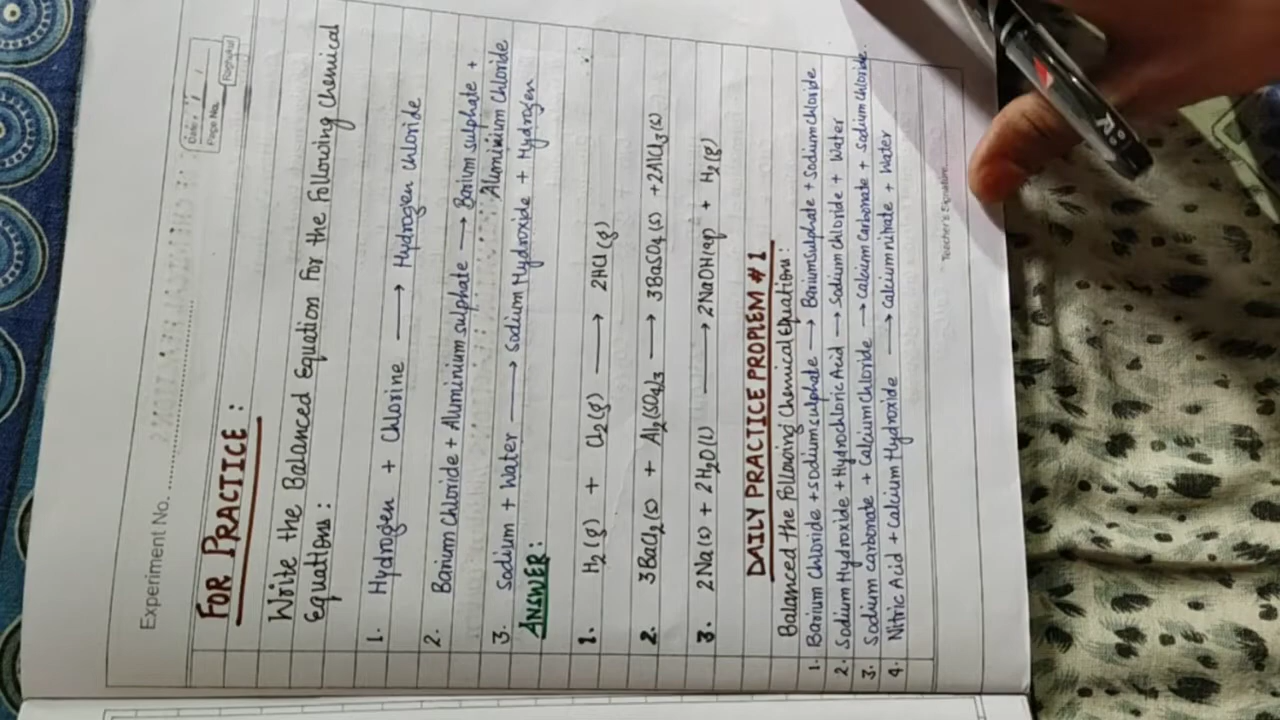 Experiment No.
Date
Page No.
FOR PRACTICE :
Write the Balanced Equation For the Following Chemical
Equations :
1. Hydrogen + Chlorine ⟶ Hydrogen Chloride
2. Barium Chloride + Aluminium sulphate ⟶ Barium sulphate +
Aluminium Chloride
3. Sodium + Water ⟶ Sodium Hydroxide + Hydrogen
ANSWER :
1. H₂(g) + Cl₂(g) ⟶ 2HCl(g)
2. 3BaCl₂(s) + Al₂(SO₄)₃ ⟶ 3BaSO₄(s) + 2AlCl₃(s)
3. 2Na(s) + 2H₂O(l) ⟶ 2NaOH(aq) + H₂(g)
DAILY PRACTICE PROPLEM # 1
Balanced the Following Chemical Equations :
1. Barium Chloride + sodium sulphate ⟶ Barium sulphate + Sodium chloride
2. Sodium Hydroxide + Hydrochloric Acid ⟶ Sodium chloride + Water
3. Sodium carbonate + Calcium Chloride ⟶ Calcium Carbonate + Sodium Chloride.
4. Nitric Acid + Calcium Hydroxide ⟶ Calcium nitrate + Water
Teacher's Signature